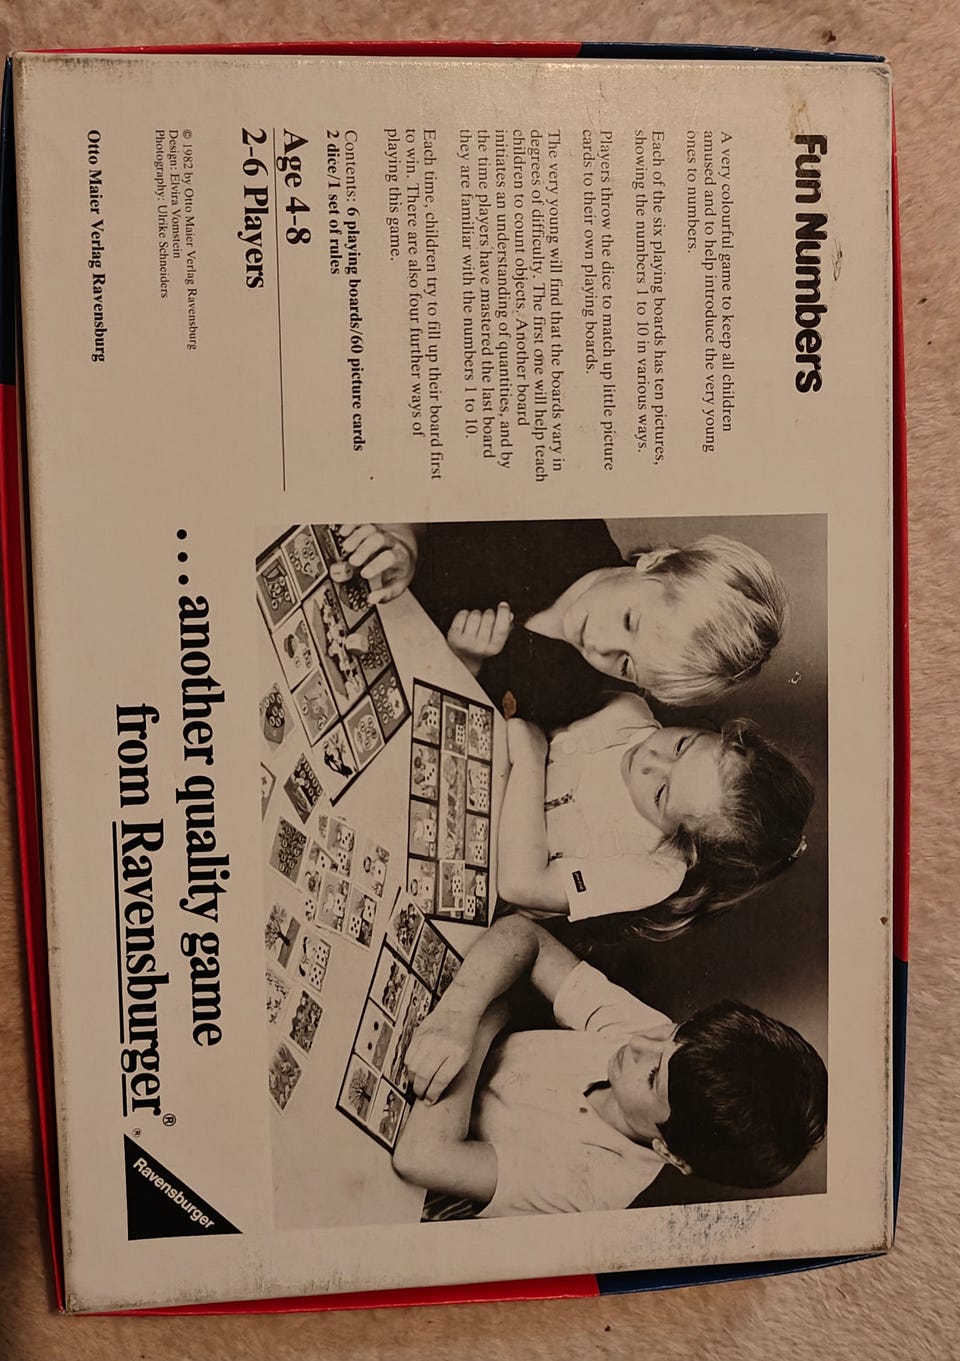 Fun Numbers
A very colourful game to keep all children
amused and to help introduce the very young
ones to numbers.
Each of the six playing boards has ten pictures,
showing the numbers 1 to 10 in various ways.
Players throw the dice to match up little picture
cards to their own playing boards.
The very young will find that the boards vary in
degrees of difficulty. The first one will help teach
children to count objects. Another board
initiates an understanding of quantities, and by
the time players have mastered the last board
they are familiar with the numbers 1 to 10.
Each time, children try to fill up their board first
to win. There are also four further ways of
playing this game.
Contents: 6 playing boards/60 picture cards
2 dice/1 set of rules
Age 4-8
2-6 Players
© 1982 by Otto Maier Verlag Ravensburg
Design: Elvira Vomstein
Photography: Ulrike Schneiders
Otto Maier Verlag Ravensburg
...another quality game
from Ravensburger®
®
Ravensburger